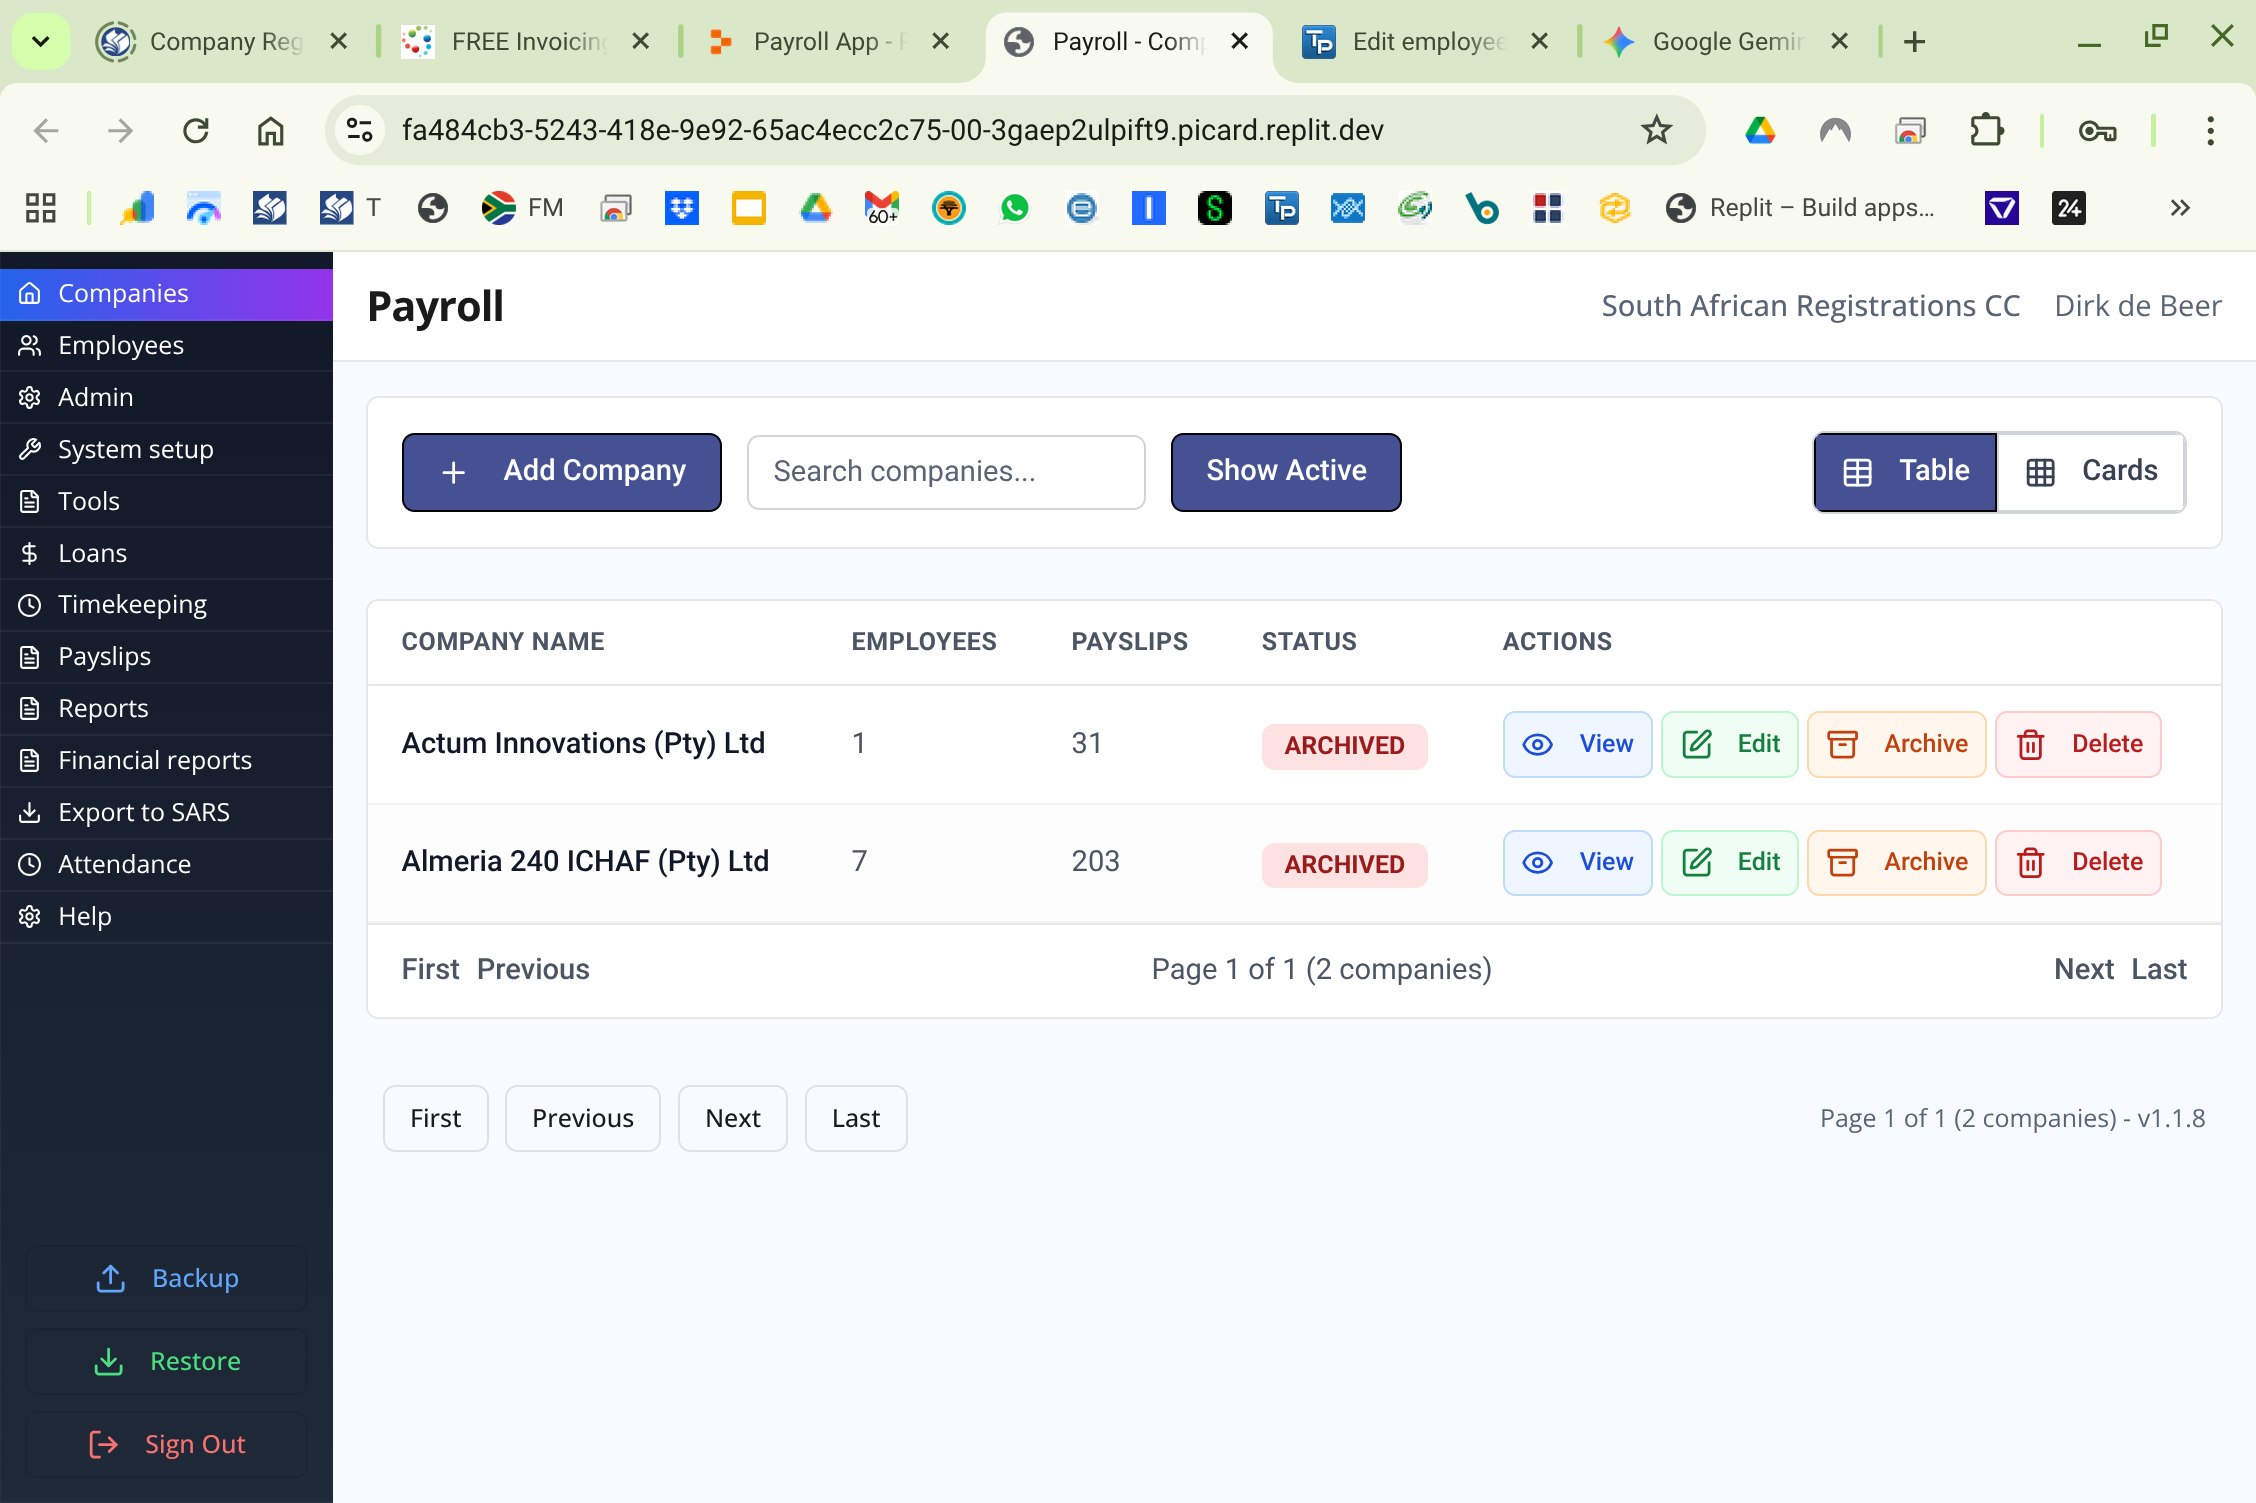 Company Reg
FREE Invoicing
Payroll App - F
Payroll - Com
Edit employee
Google Gemin
fa484cb3-5243-418e-9e92-65ac4ecc2c75-00-3gaep2ulpift9.picard.replit.dev
T
FM
60+
Replit – Build apps...
24
Companies
Employees
Admin
System setup
Tools
Loans
Timekeeping
Payslips
Reports
Financial reports
Export to SARS
Attendance
Help
Backup
Restore
Sign Out
Payroll
South African Registrations CC
Dirk de Beer
Add Company
Search companies...
Show Active
Table
Cards
COMPANY NAME EMPLOYEES PAYSLIPS STATUS ACTIONS
Actum Innovations (Pty) Ltd 1 31 ARCHIVED View Edit Archive Delete
Almeria 240 ICHAF (Pty) Ltd 7 203 ARCHIVED View Edit Archive Delete
First Previous Page 1 of 1 (2 companies) Next Last
First Previous Next Last Page 1 of 1 (2 companies) - v1.1.8